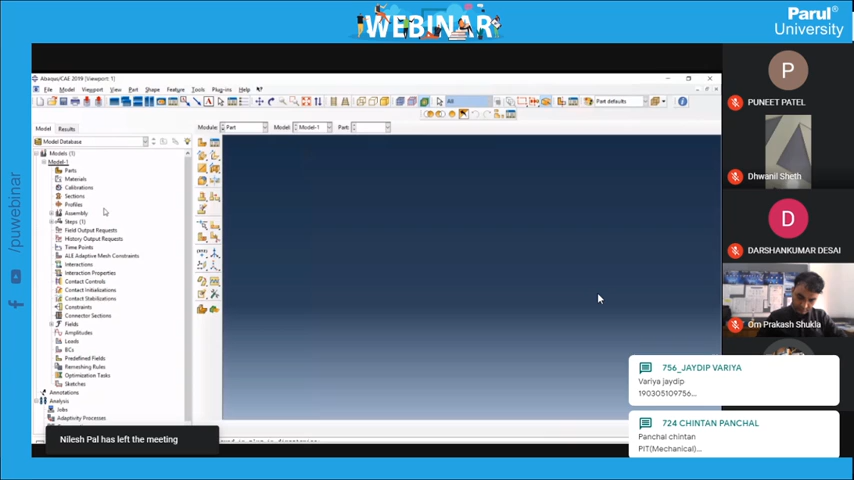 WEBINAR
Parul®
University
/puwebinar
Abaqus/CAE 2019 [Viewport: 1]
File Model Viewport View Part Shape Feature Tools Plug-ins Help
All
Part defaults
Model Results
Module: Part Model: Model-1 Part:
Model Database
Models (1)
Model-1
Parts
Materials
Calibrations
Sections
Profiles
Assembly
Steps (1)
Field Output Requests
History Output Requests
Time Points
ALE Adaptive Mesh Constraints
Interactions
Interaction Properties
Contact Controls
Contact Initializations
Contact Stabilizations
Constraints
Connector Sections
Fields
Amplitudes
Loads
BCs
Predefined Fields
Remeshing Rules
Optimization Tasks
Sketches
Annotations
Analysis
Jobs
Adaptivity Processes
Nilesh Pal has left the meeting
P
PUNEET PATEL
Dhwanil Sheth
D
DARSHANKUMAR DESAI
Om Prakash Shukla
756_JAYDIP VARIYA
Variya jaydip
190305109756...
724 CHINTAN PANCHAL
Panchal chintan
PIT(Mechanical)...